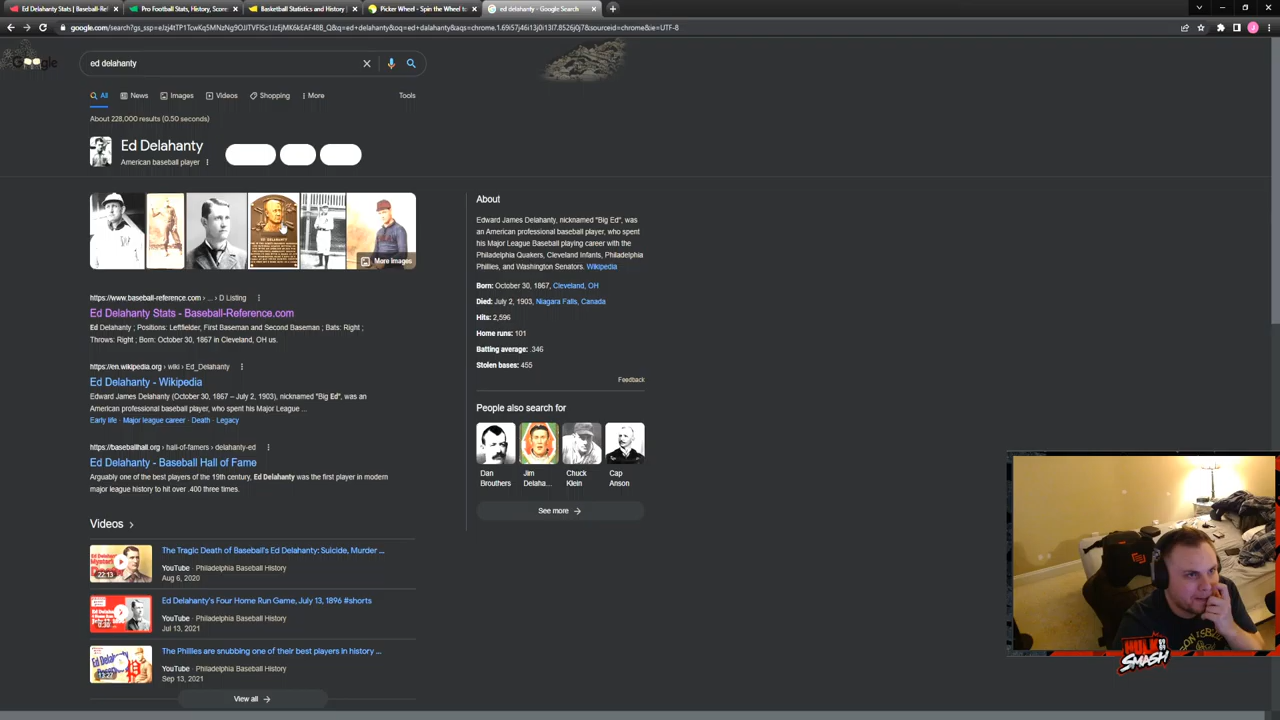 Ed Delahanty Stats | Baseball-Ref
Pro Football Stats, History, Score
Basketball Statistics and History |
Picker Wheel - Spin the Wheel to
ed delahanty - Google Search
Google
ed delahanty
All
News
Images
Videos
Shopping
More
Tools
About 228,000 results (0.50 seconds)
Ed Delahanty
American baseball player
More images
https://www.baseball-reference.com › ... › D Listing
Ed Delahanty Stats - Baseball-Reference.com
Ed Delahanty ; Positions: Leftfielder, First Baseman and Second Baseman ; Bats: Right ;
Throws: Right ; Born: October 30, 1867 in Cleveland, OH us.
https://en.wikipedia.org › wiki › Ed_Delahanty
Ed Delahanty - Wikipedia
Edward James Delahanty (October 30, 1867 – July 2, 1903), nicknamed "Big Ed", was an
American professional baseball player, who spent his Major League ...
Early life · Major league career · Death · Legacy
https://baseballhall.org › hall-of-famers › delahanty-ed
Ed Delahanty - Baseball Hall of Fame
Arguably one of the best players of the 19th century, Ed Delahanty was the first player in modern
major league history to hit over .400 three times.
Videos
The Tragic Death of Baseball's Ed Delahanty: Suicide, Murder ...
YouTube · Philadelphia Baseball History
Aug 6, 2020
22:13
Ed Delahanty's Four Home Run Game, July 13, 1896 #shorts
YouTube · Philadelphia Baseball History
Jul 13, 2021
The Phillies are snubbing one of their best players in history ...
YouTube · Philadelphia Baseball History
Sep 13, 2021
13:27
View all
About
Edward James Delahanty, nicknamed "Big Ed", was
an American professional baseball player, who spent
his Major League Baseball playing career with the
Philadelphia Quakers, Cleveland Infants, Philadelphia
Phillies, and Washington Senators. Wikipedia
Born: October 30, 1867, Cleveland, OH
Died: July 2, 1903, Niagara Falls, Canada
Hits: 2,596
Home runs: 101
Batting average: .346
Stolen bases: 455
Feedback
People also search for
Dan
Brouthers
Jim
Delaha...
Chuck
Klein
Cap
Anson
See more
HULK
SMASH